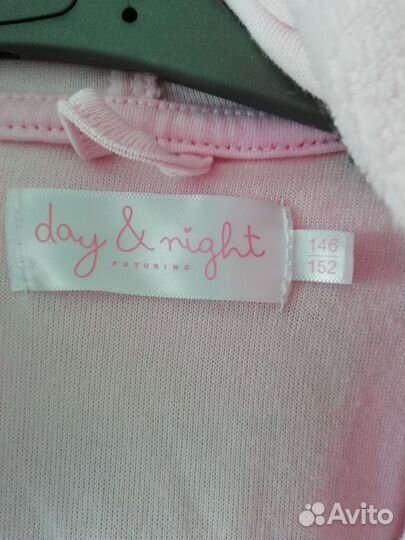 day & night
FUTURINO
146
152
Avito